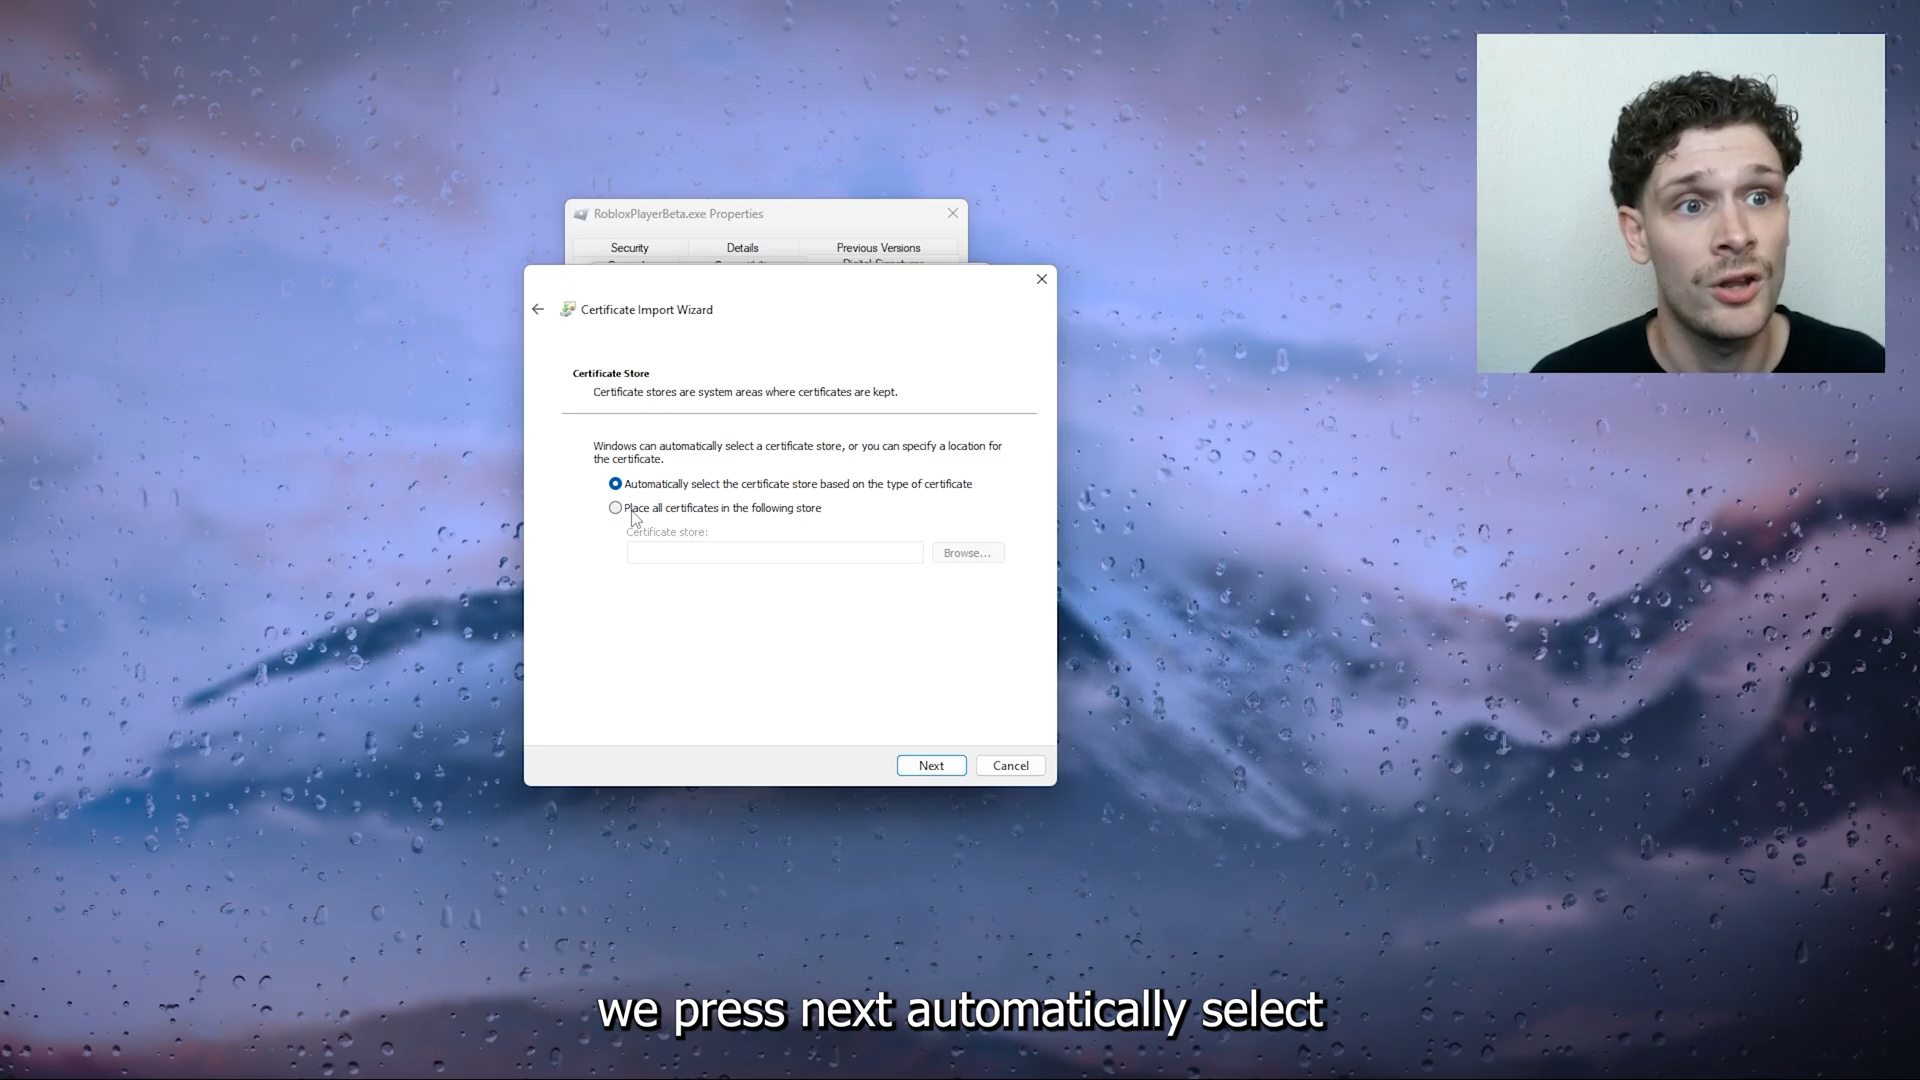 RobloxPlayerBeta.exe Properties
Security Details Previous Versions
Digital Signatures
Certificate Import Wizard
Certificate Store
Certificate stores are system areas where certificates are kept.
Windows can automatically select a certificate store, or you can specify a location for
the certificate.
Automatically select the certificate store based on the type of certificate
Place all certificates in the following store
Certificate store:
Browse...
Next Cancel
we press next automatically select